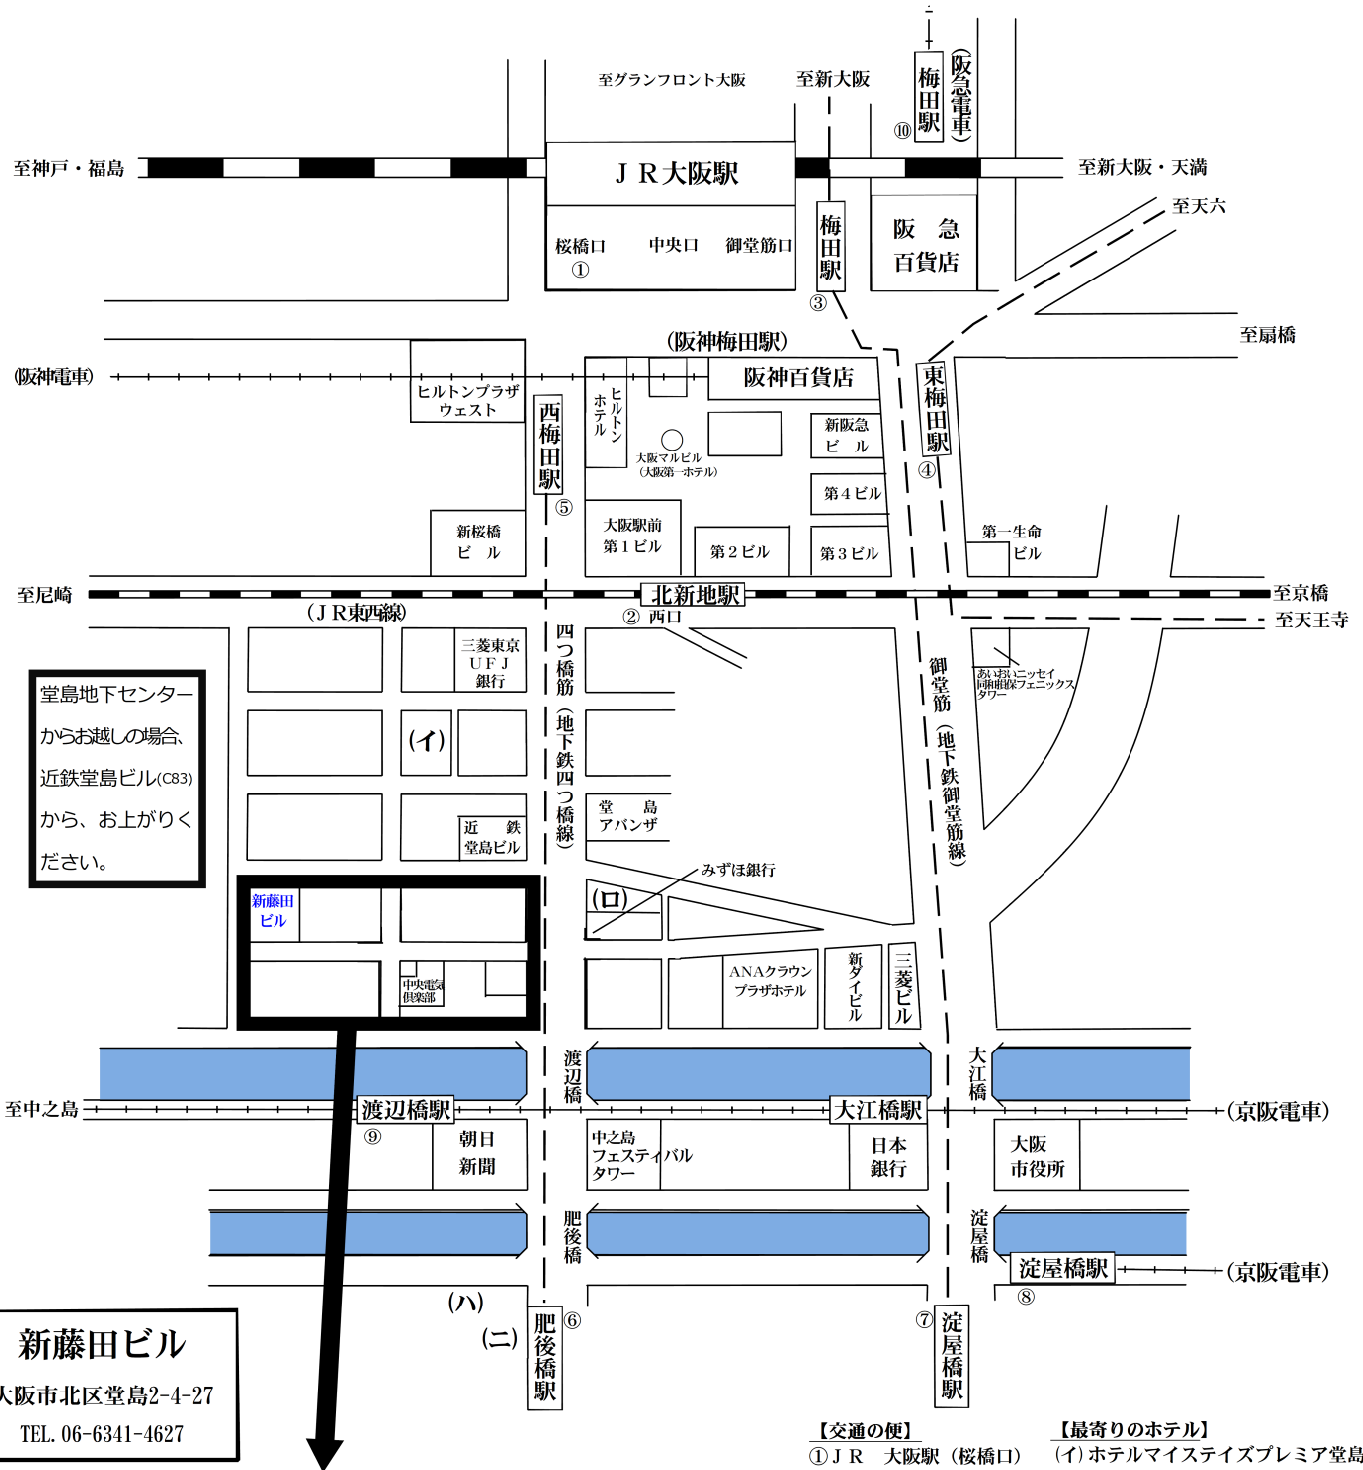 至グランフロント大阪
至新大阪
梅田駅
(阪急電車)
⑩
至神戸・福島
ＪＲ大阪駅
至新大阪・天満
至天六
桜橋口
中央口
御堂筋口
①
梅田駅
③
阪 急
百貨店
至扇橋
(阪神梅田駅)
(阪神電車)
ヒルトンプラザ
ウェスト
西梅田駅
⑤
ヒルトン
ホテル
阪神百貨店
大阪マルビル
(大阪第一ホテル)
新阪急
ビ ル
東梅田駅
④
第４ビル
新桜橋
ビ ル
大阪駅前
第１ビル
第２ビル
第３ビル
第一生命
ビル
至尼崎
北新地駅
至京橋
(ＪＲ東西線)
② 西口
至天王寺
三菱東京
ＵＦＪ
銀行
四つ橋筋(地下鉄四つ橋線)
御堂筋(地下鉄御堂筋線)
あいおいニッセイ
同和損保フェニックス
タワー
堂島地下センター
からお越しの場合、
近鉄堂島ビル(C83)
から、お上がりく
ださい。
(イ)
近 鉄
堂島ビル
堂 島
アバンザ
みずほ銀行
新藤田
ビル
(ロ)
中央電気
倶楽部
ＡＮＡクラウン
プラザホテル
新ダイビル
三菱ビル
渡辺橋
大江橋
至中之島
渡辺橋駅
大江橋駅
(京阪電車)
⑨
朝日
新聞
中之島
フェスティバル
タワー
日本
銀行
大阪
市役所
肥後橋
淀屋橋
淀屋橋駅
(京阪電車)
⑧
(ハ)
(ニ)
肥後橋駅
⑥
⑦
淀屋橋駅
新藤田ビル
大阪市北区堂島2-4-27
TEL. 06-6341-4627
【交通の便】
①ＪＲ 大阪駅（桜橋口）
【最寄りのホテル】
(イ)ホテルマイステイズプレミア堂島